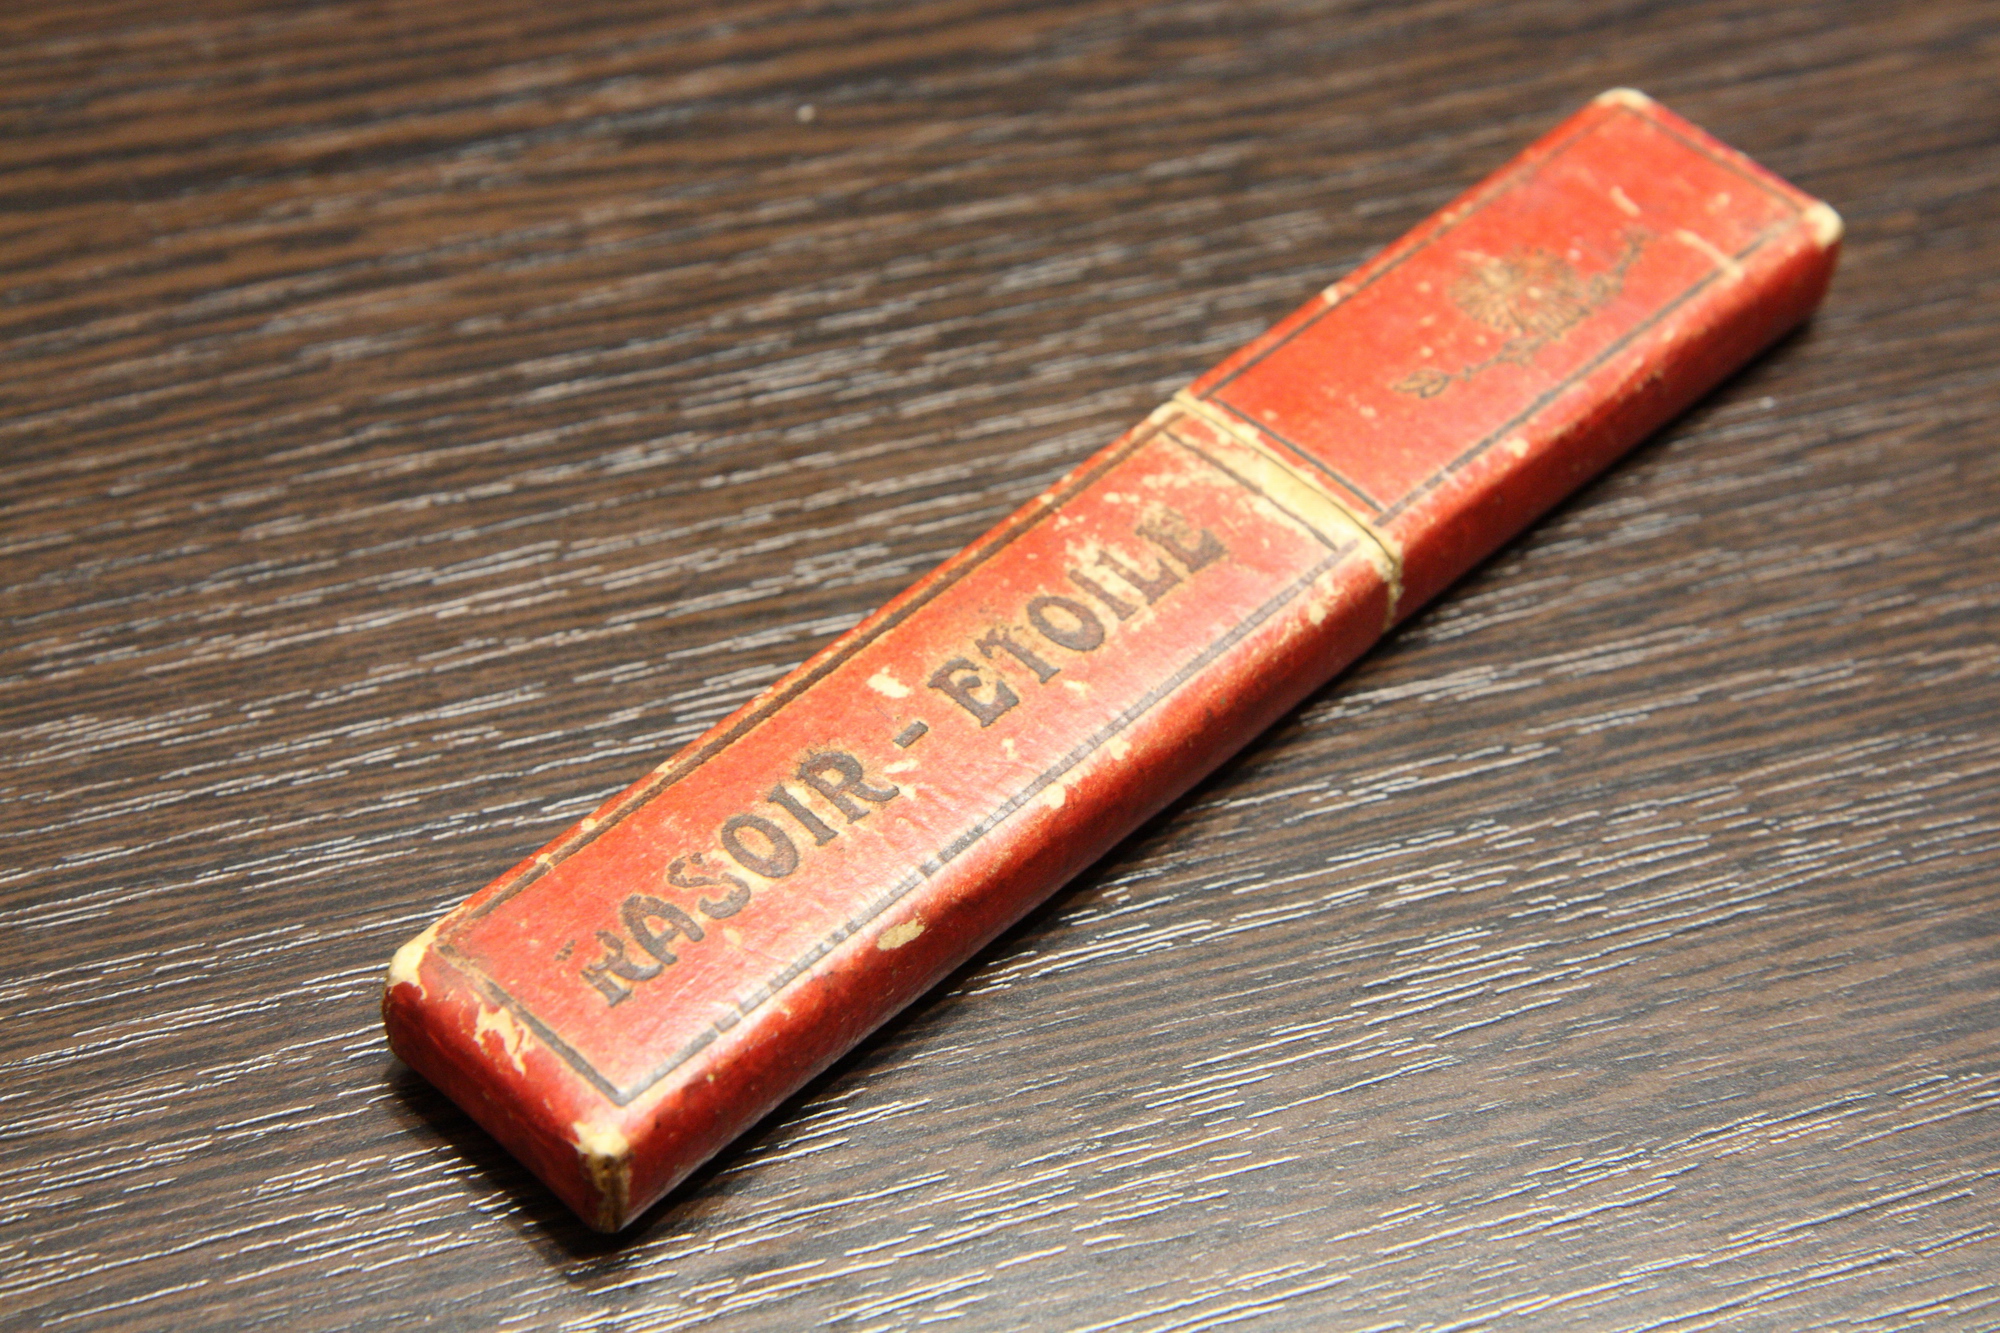 "RASOIR - ETOILE